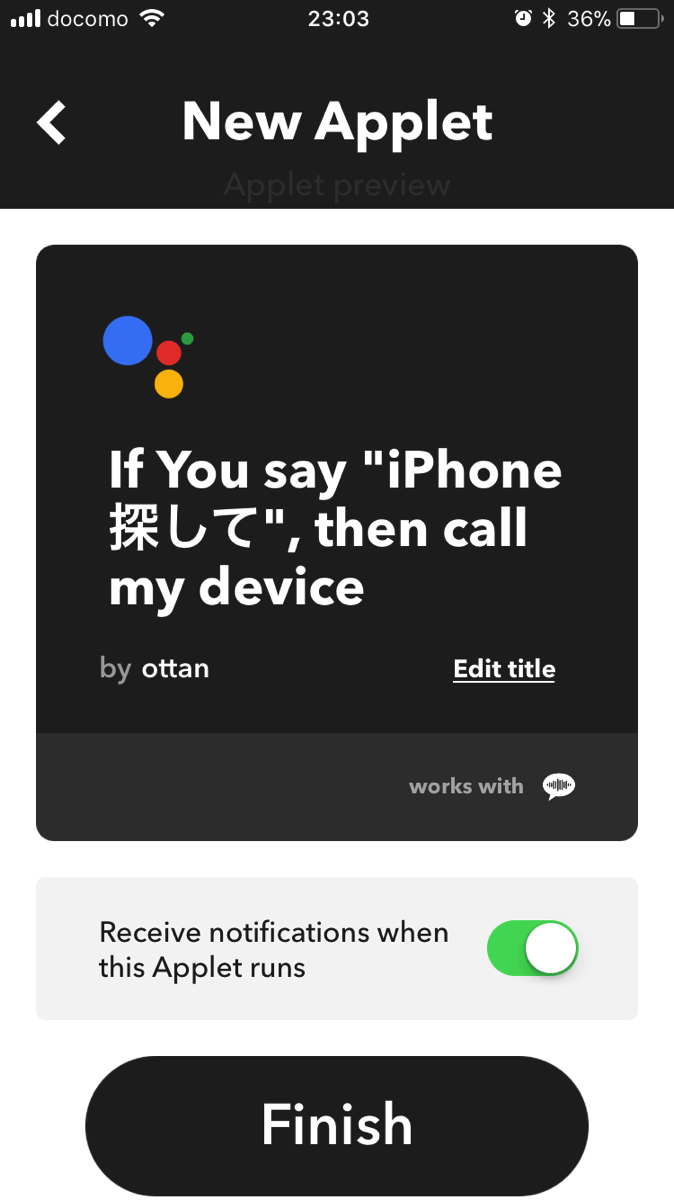 docomo 23:03 36%
New Applet
Applet preview
If You say "iPhone
探して", then call
my device
by ottan Edit title
works with
Receive notifications when
this Applet runs
Finish